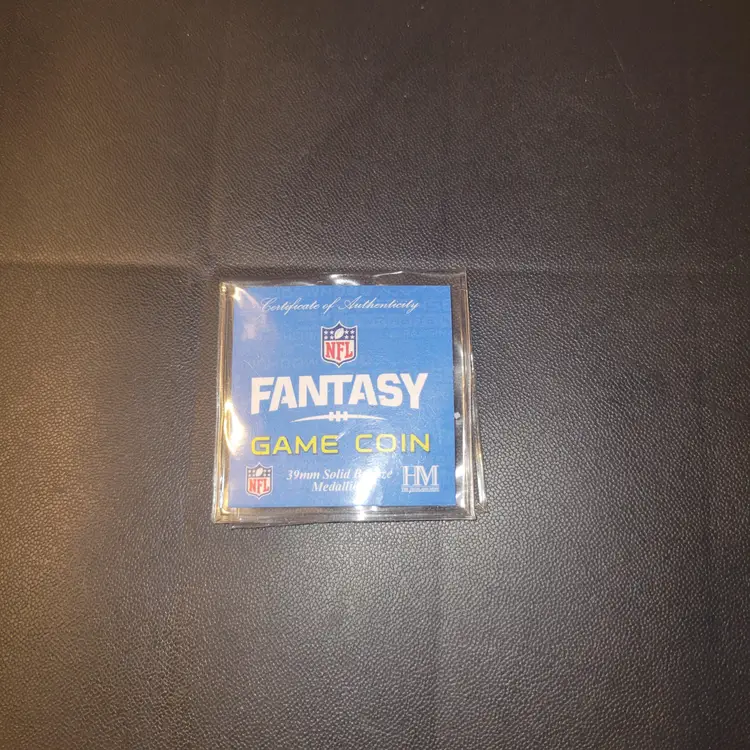 Certificate of Authenticity
NFL
FANTASY
GAME COIN
NFL
39mm Solid
HM